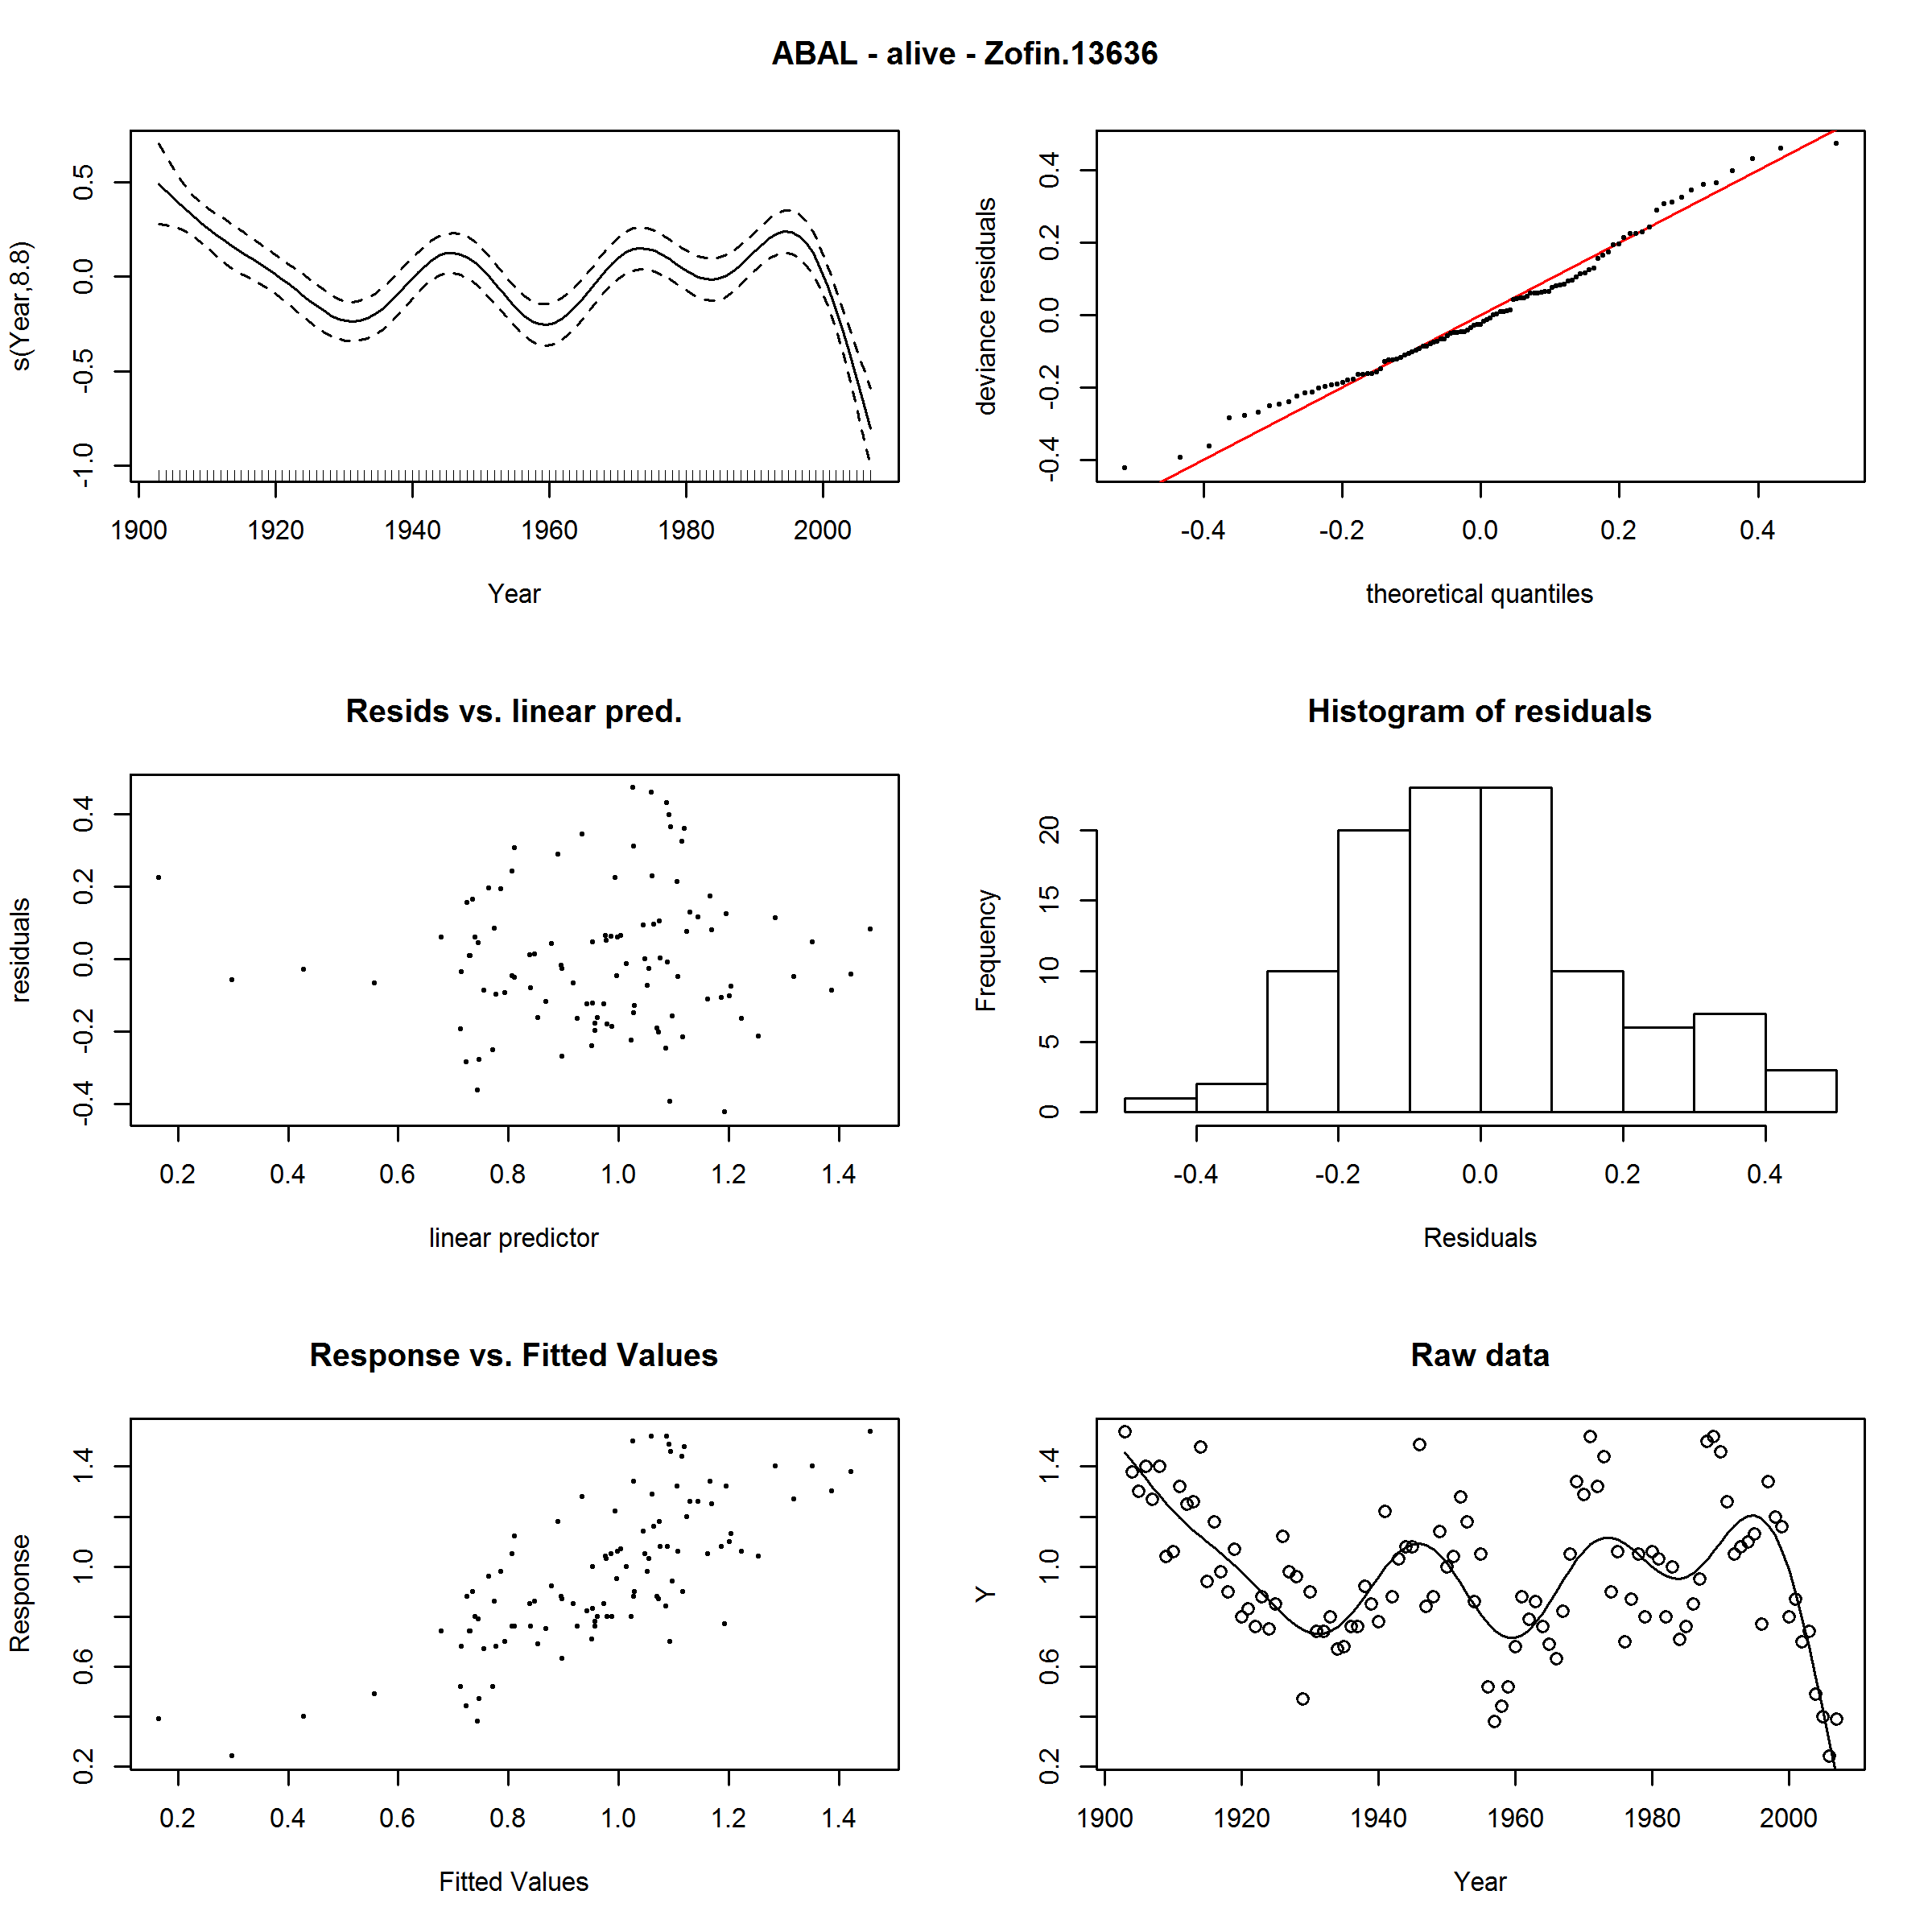 ABAL - alive - Zofin.13636
s(Year,8.8)
0.5
0.0
-0.5
-1.0
1900 1920 1940 1960 1980 2000
Year
deviance residuals
0.4
0.2
0.0
-0.2
-0.4
-0.4 -0.2 0.0 0.2 0.4
theoretical quantiles
Resids vs. linear pred.
residuals
0.4
0.2
0.0
-0.2
-0.4
0.2 0.4 0.6 0.8 1.0 1.2 1.4
linear predictor
Histogram of residuals
Frequency
20
15
10
5
0
-0.4 -0.2 0.0 0.2 0.4
Residuals
Response vs. Fitted Values
Response
1.4
1.0
0.6
0.2
0.2 0.4 0.6 0.8 1.0 1.2 1.4
Fitted Values
Raw data
Y
1.4
1.0
0.6
0.2
1900 1920 1940 1960 1980 2000
Year